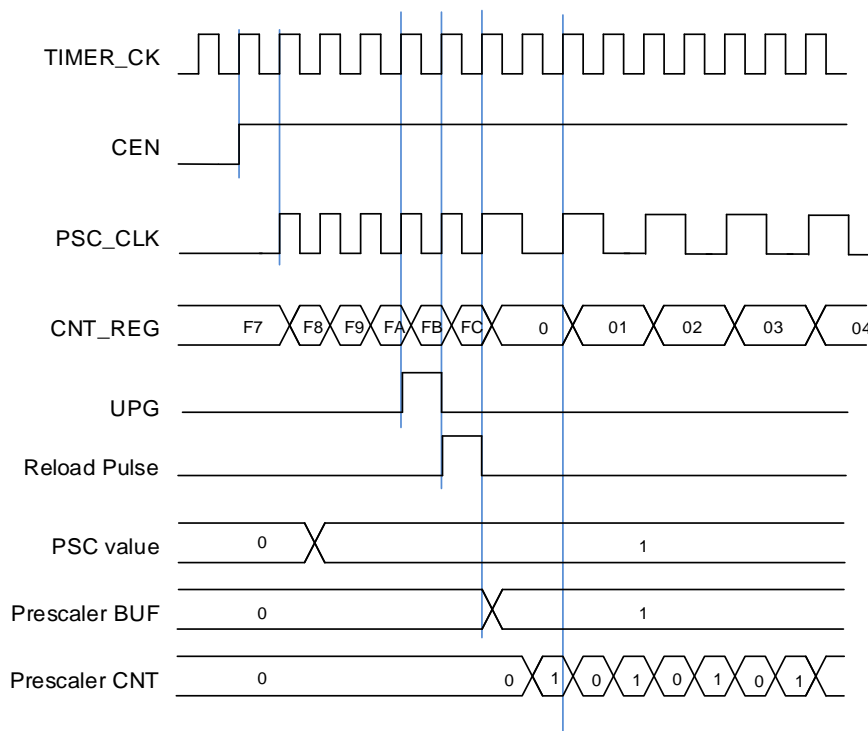 TIMER_CK
CEN
PSC_CLK
CNT_REG F7 F8 F9 FA FB FC 0 01 02 03 04
UPG
Reload Pulse
PSC value 0 1
Prescaler BUF 0 1
Prescaler CNT 0 0 1 0 1 0 1 0 1